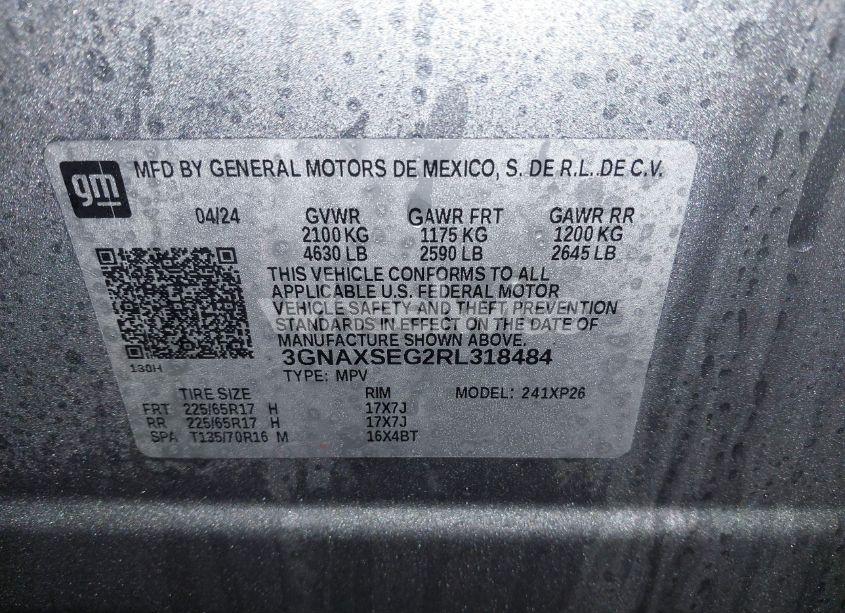 gm
MFD BY GENERAL MOTORS DE MEXICO, S. DE R.L. DE C.V.
04/24 GVWR GAWR FRT GAWR RR
2100 KG 1175 KG 1200 KG
4630 LB 2590 LB 2645 LB
THIS VEHICLE CONFORMS TO ALL
APPLICABLE U.S. FEDERAL MOTOR
VEHICLE SAFETY AND THEFT PREVENTION
STANDARDS IN EFFECT ON THE DATE OF
MANUFACTURE SHOWN ABOVE.
3GNAXSEG2RL318484
130H
TYPE: MPV
TIRE SIZE RIM MODEL: 241XP26
FRT 225/65R17 H 17X7J
RR 225/65R17 H 17X7J
SPA T135/70R16 M 16X4BT